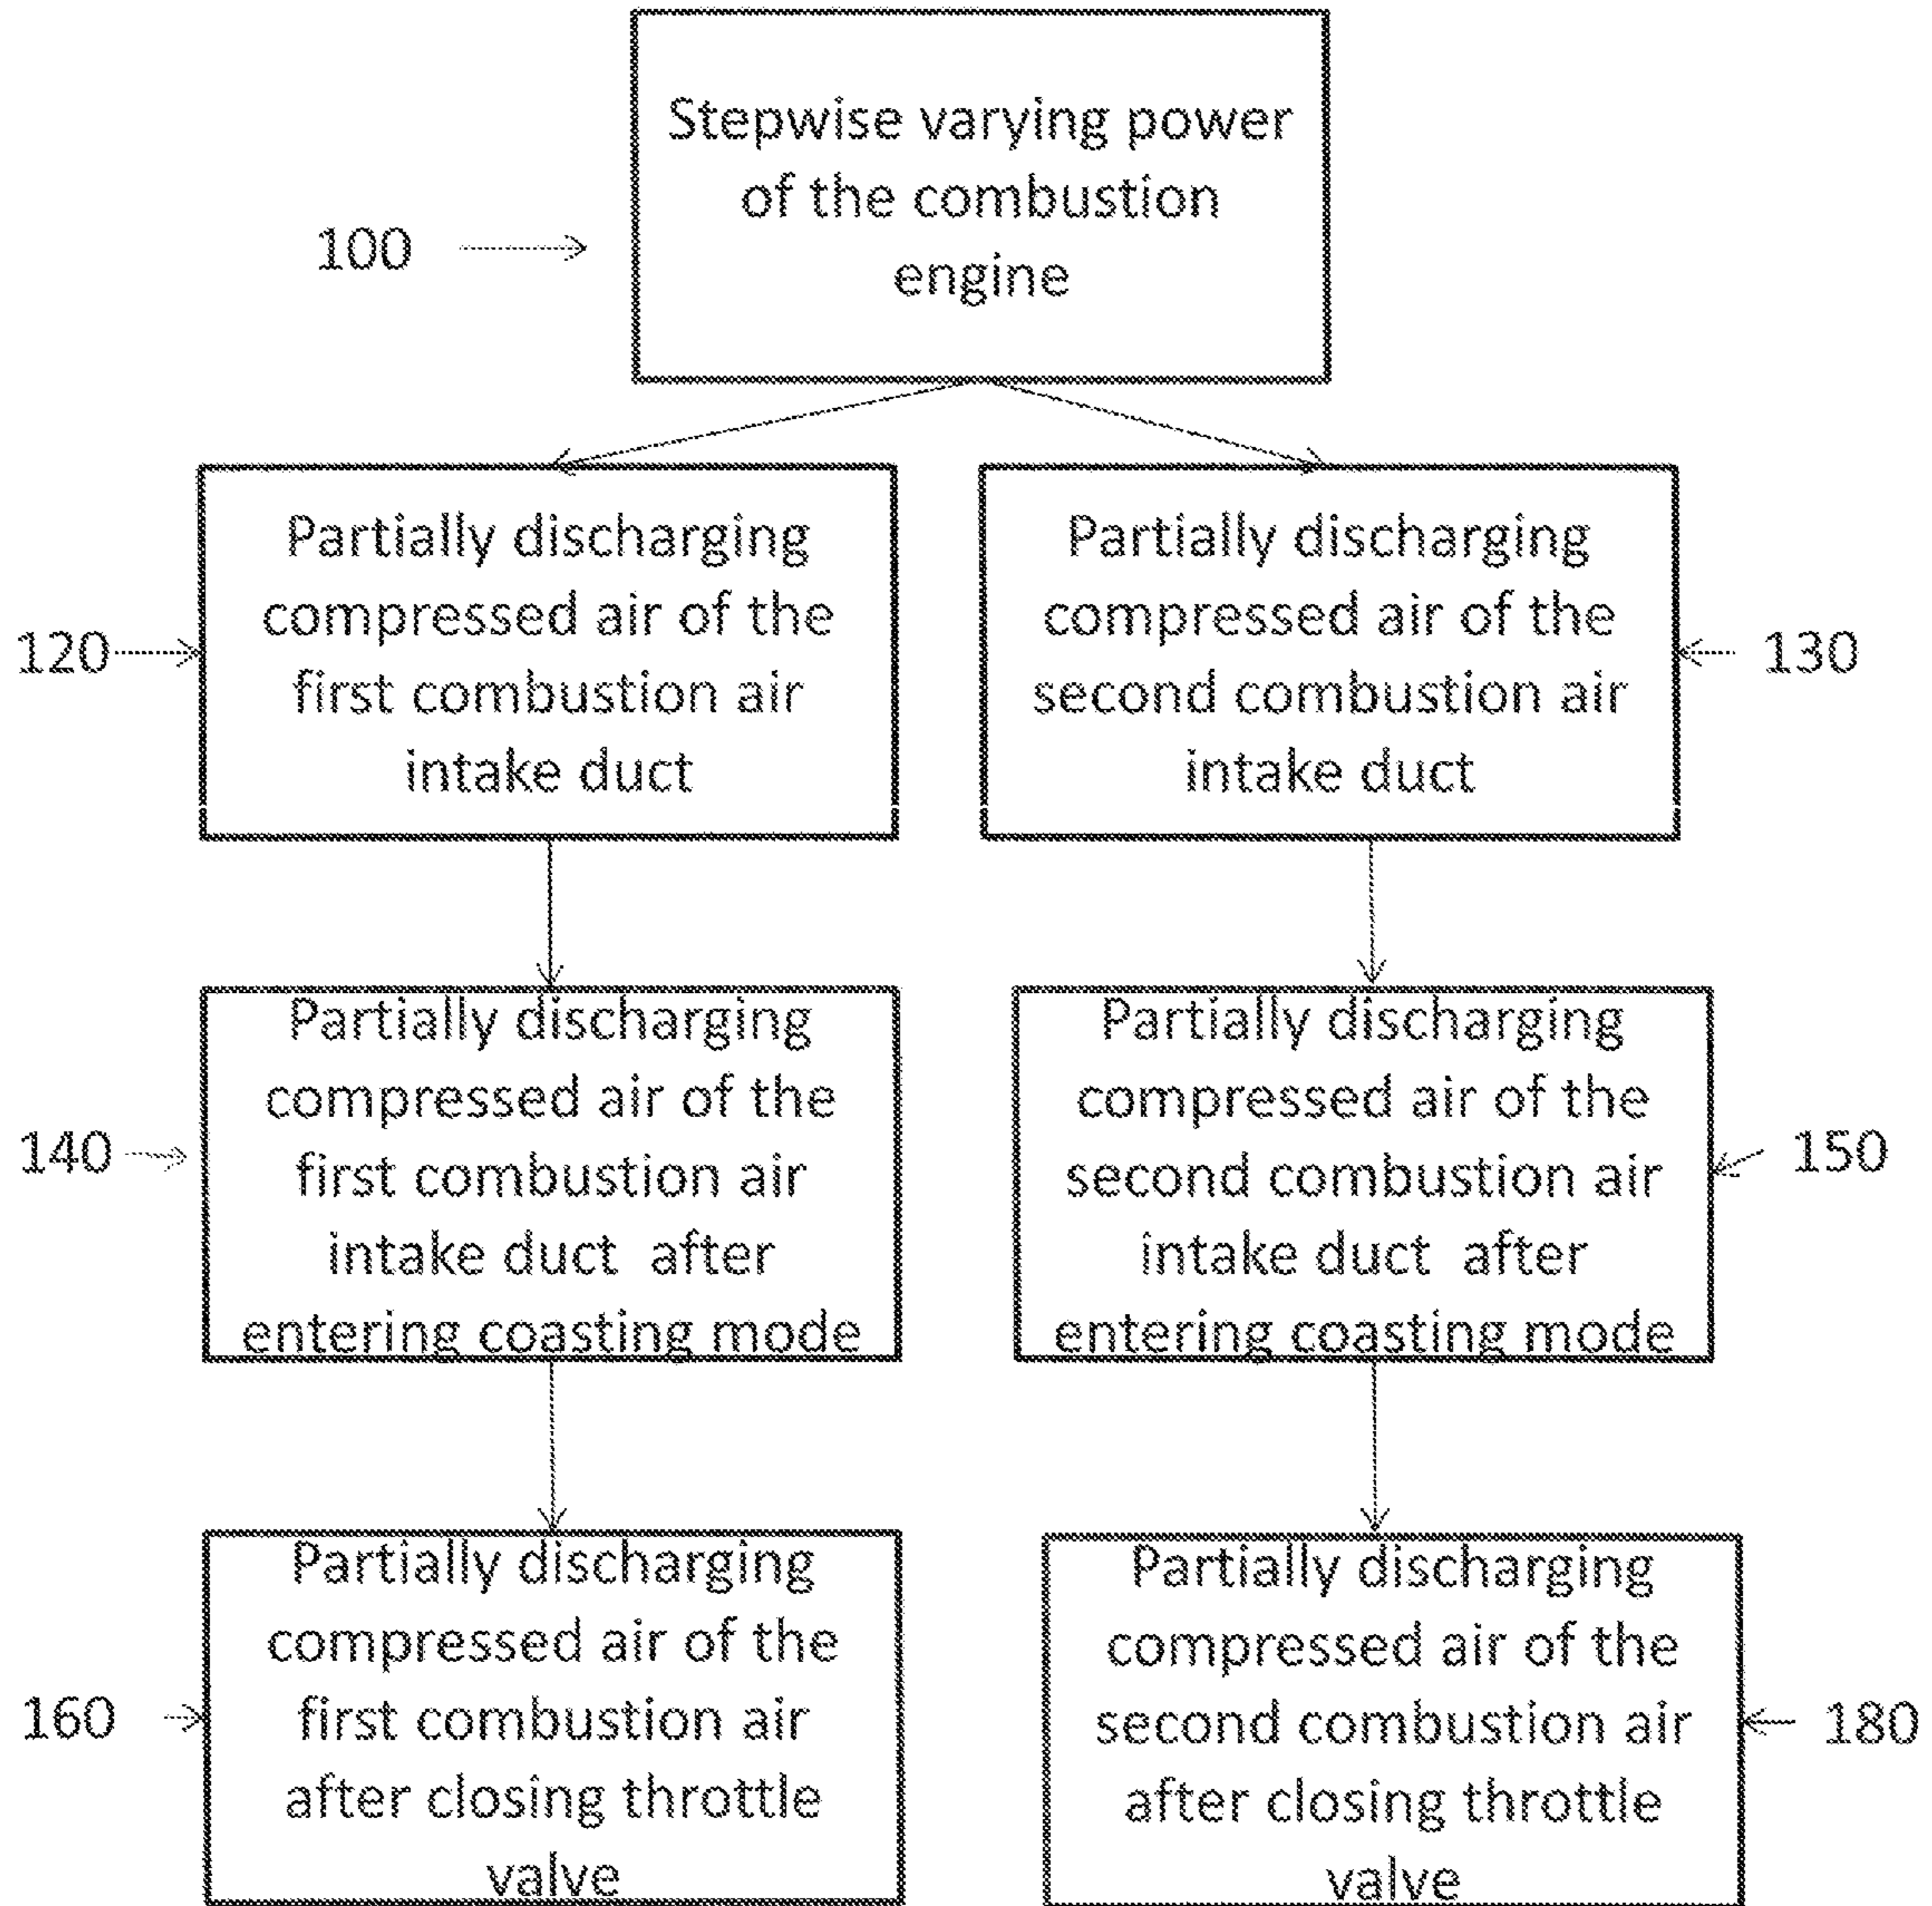 Stepwise varying power
of the combustion
engine
100
Partially discharging
compressed air of the
first combustion air
intake duct
120
Partially discharging
compressed air of the
second combustion air
intake duct
130
Partially discharging
compressed air of the
first combustion air
intake duct after
entering coasting mode
140
Partially discharging
compressed air of the
second combustion air
intake duct after
entering coasting mode
150
Partially discharging
compressed air of the
first combustion air
after closing throttle
valve
160
Partially discharging
compressed air of the
second combustion air
after closing throttle
valve
180